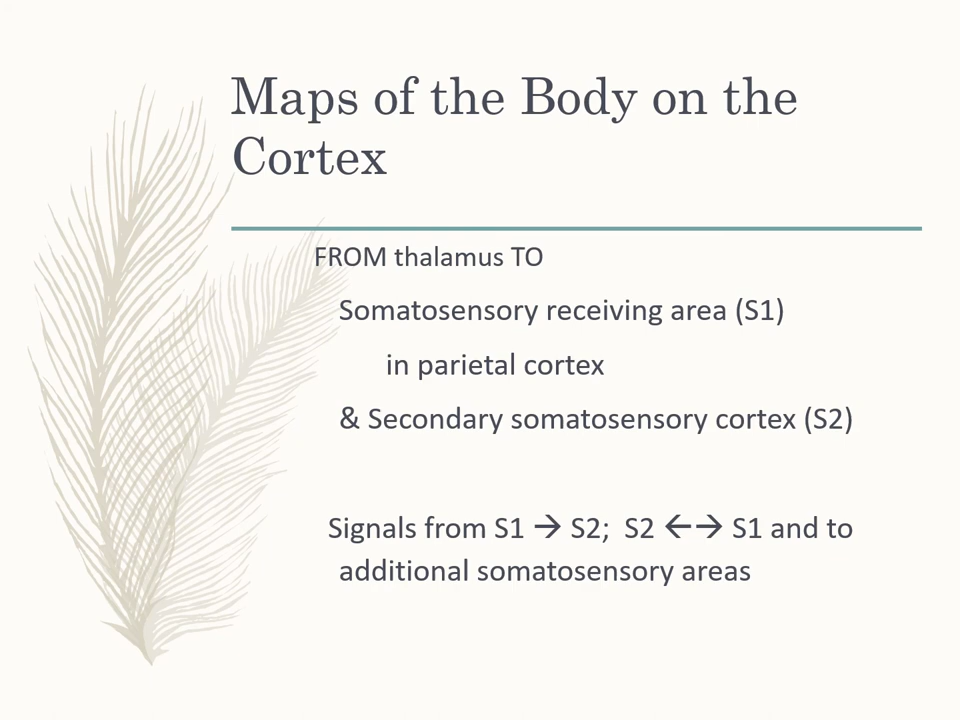 Maps of the Body on the
Cortex
FROM thalamus TO
Somatosensory receiving area (S1)
in parietal cortex
& Secondary somatosensory cortex (S2)
Signals from S1 → S2;  S2 ←→ S1 and to
additional somatosensory areas